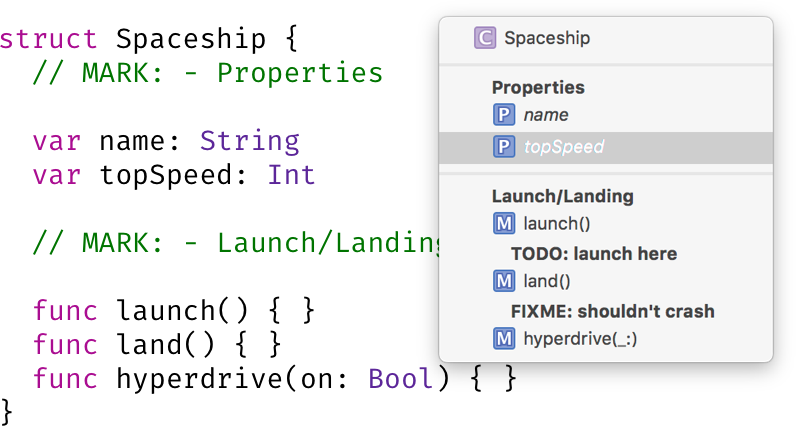 struct Spaceship {
// MARK: - Properties
var name: String
var topSpeed: Int
// MARK: - Launch/Landing
func launch() { }
func land() { }
func hyperdrive(on: Bool) { }
}
C Spaceship
Properties
P name
P topSpeed
Launch/Landing
M launch()
TODO: launch here
M land()
FIXME: shouldn't crash
M hyperdrive(_:)